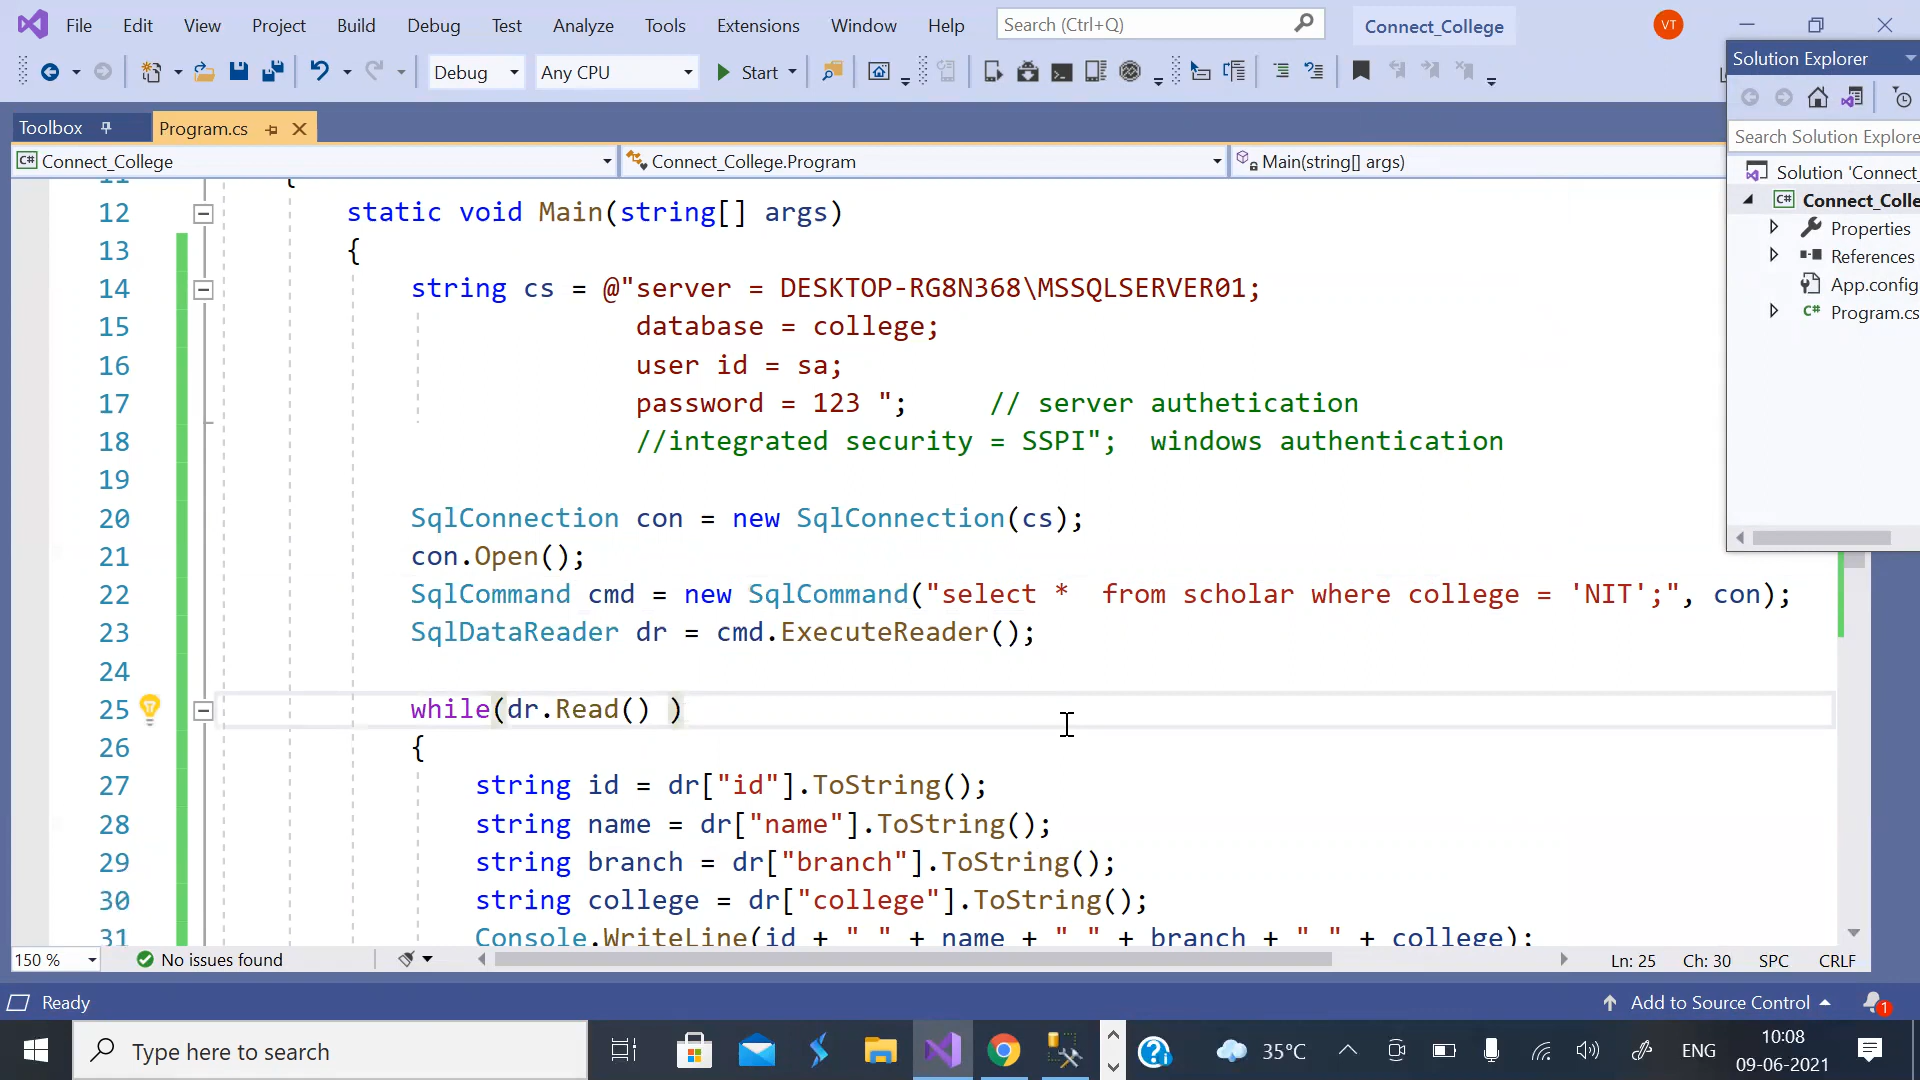 File Edit View Project Build Debug Test Analyze Tools Extensions Window Help Search (Ctrl+Q) Connect_College VT
Debug Any CPU Start
Solution Explorer
Toolbox Program.cs
Search Solution Explore
Connect_College Connect_College.Program Main(string[] args)
Solution 'Connect_
Connect_Colle
Properties
References
App.config
Program.cs
11 {
12 static void Main(string[] args)
13 {
14 string cs = @"server = DESKTOP-RG8N368\MSSQLSERVER01;
15 database = college;
16 user id = sa;
17 password = 123 "; // server authetication
18 //integrated security = SSPI"; windows authentication
19
20 SqlConnection con = new SqlConnection(cs);
21 con.Open();
22 SqlCommand cmd = new SqlCommand("select * from scholar where college = 'NIT';", con);
23 SqlDataReader dr = cmd.ExecuteReader();
24
25 while(dr.Read() )
26 {
27 string id = dr["id"].ToString();
28 string name = dr["name"].ToString();
29 string branch = dr["branch"].ToString();
30 string college = dr["college"].ToString();
31 Console.WriteLine(id + " " + name + " " + branch + " " + college);
150 % No issues found Ln: 25 Ch: 30 SPC CRLF
Ready Add to Source Control 1
Type here to search 35°C ENG 10:08
09-06-2021